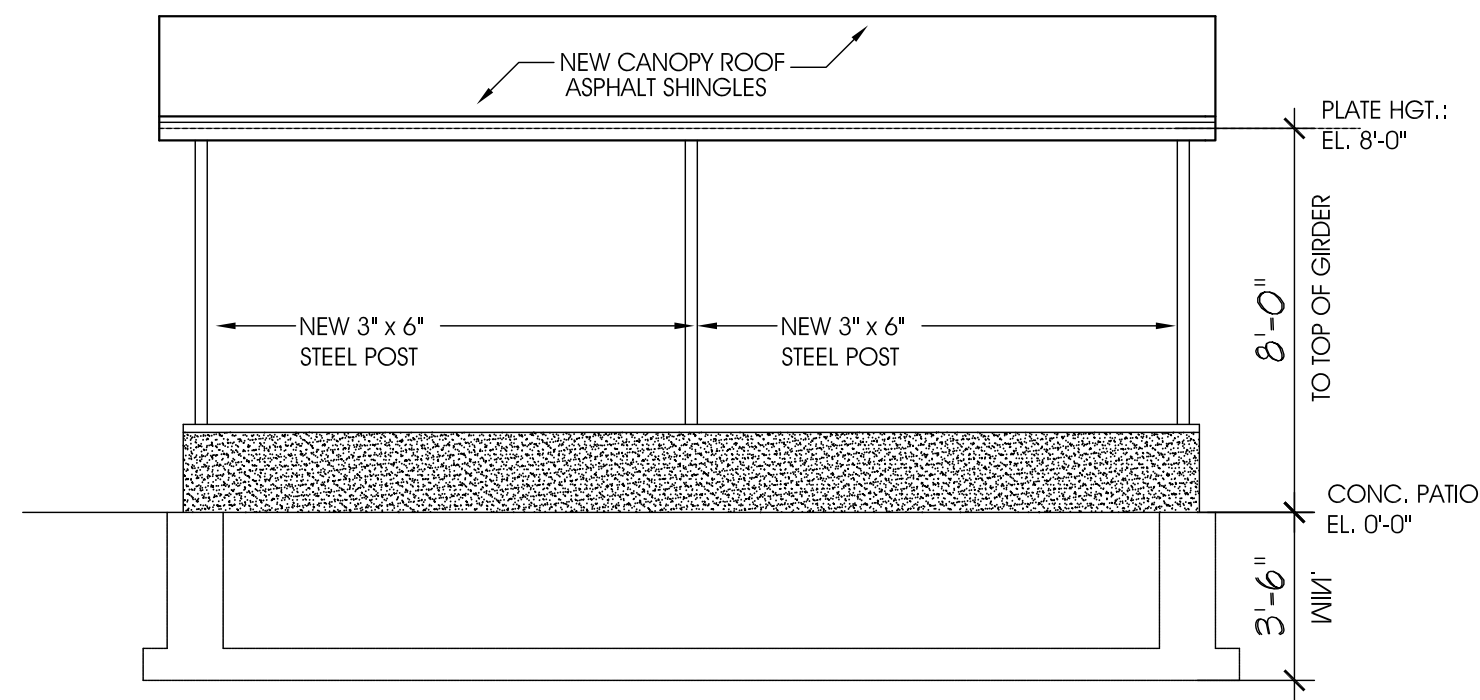 NEW CANOPY ROOF
ASPHALT SHINGLES
PLATE HGT.:
EL. 8'-0"
NEW 3" x 6"
STEEL POST
NEW 3" x 6"
STEEL POST
8'-0"
TO TOP OF GIRDER
CONC. PATIO
EL. 0'-0"
3'-6"
MIN.